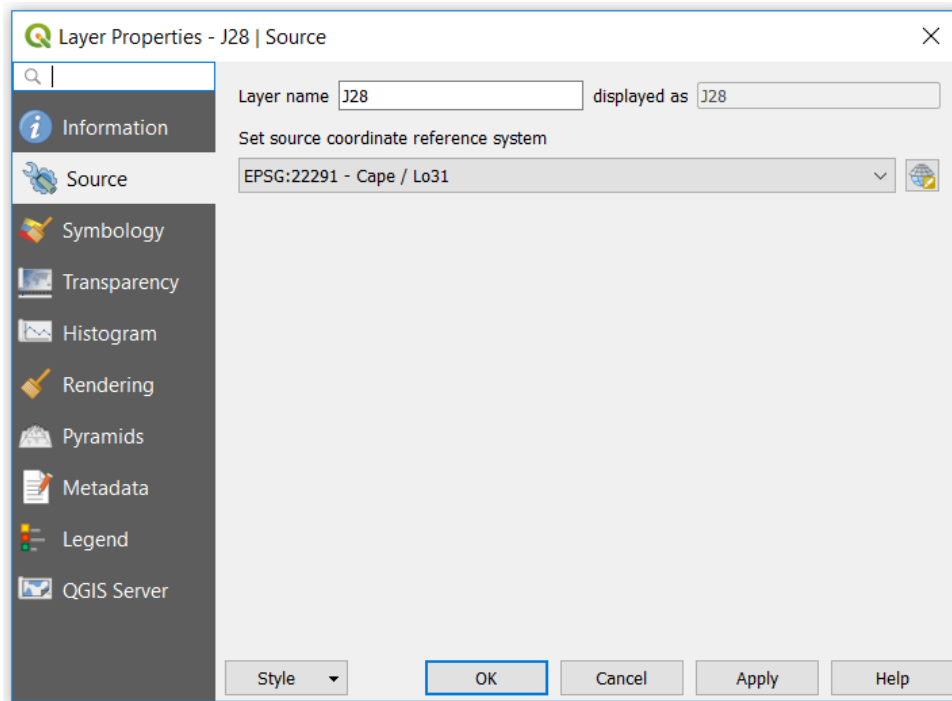 Layer Properties - J28 | Source
Layer name J28 displayed as J28
Set source coordinate reference system
EPSG:22291 - Cape / Lo31
Information
Source
Symbology
Transparency
Histogram
Rendering
Pyramids
Metadata
Legend
QGIS Server
Style OK Cancel Apply Help